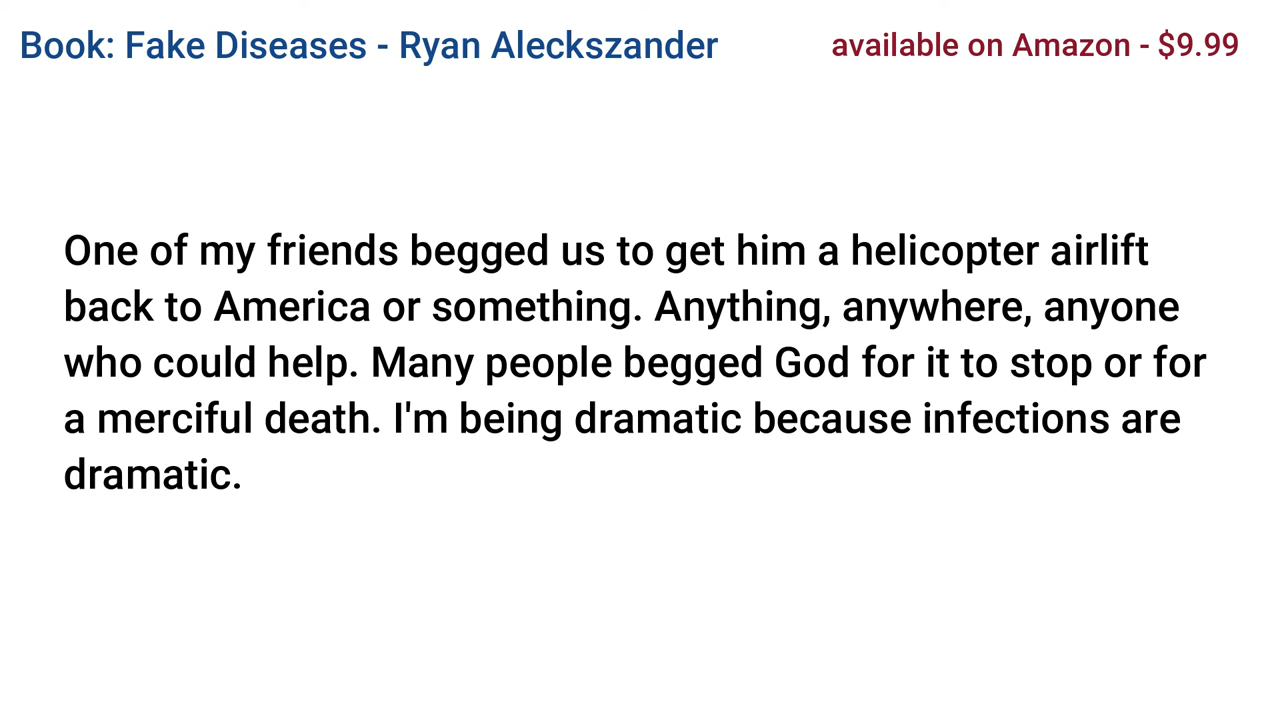 Book: Fake Diseases - Ryan Aleckszander
available on Amazon - $9.99
One of my friends begged us to get him a helicopter airlift
back to America or something. Anything, anywhere, anyone
who could help. Many people begged God for it to stop or for
a merciful death. I'm being dramatic because infections are
dramatic.